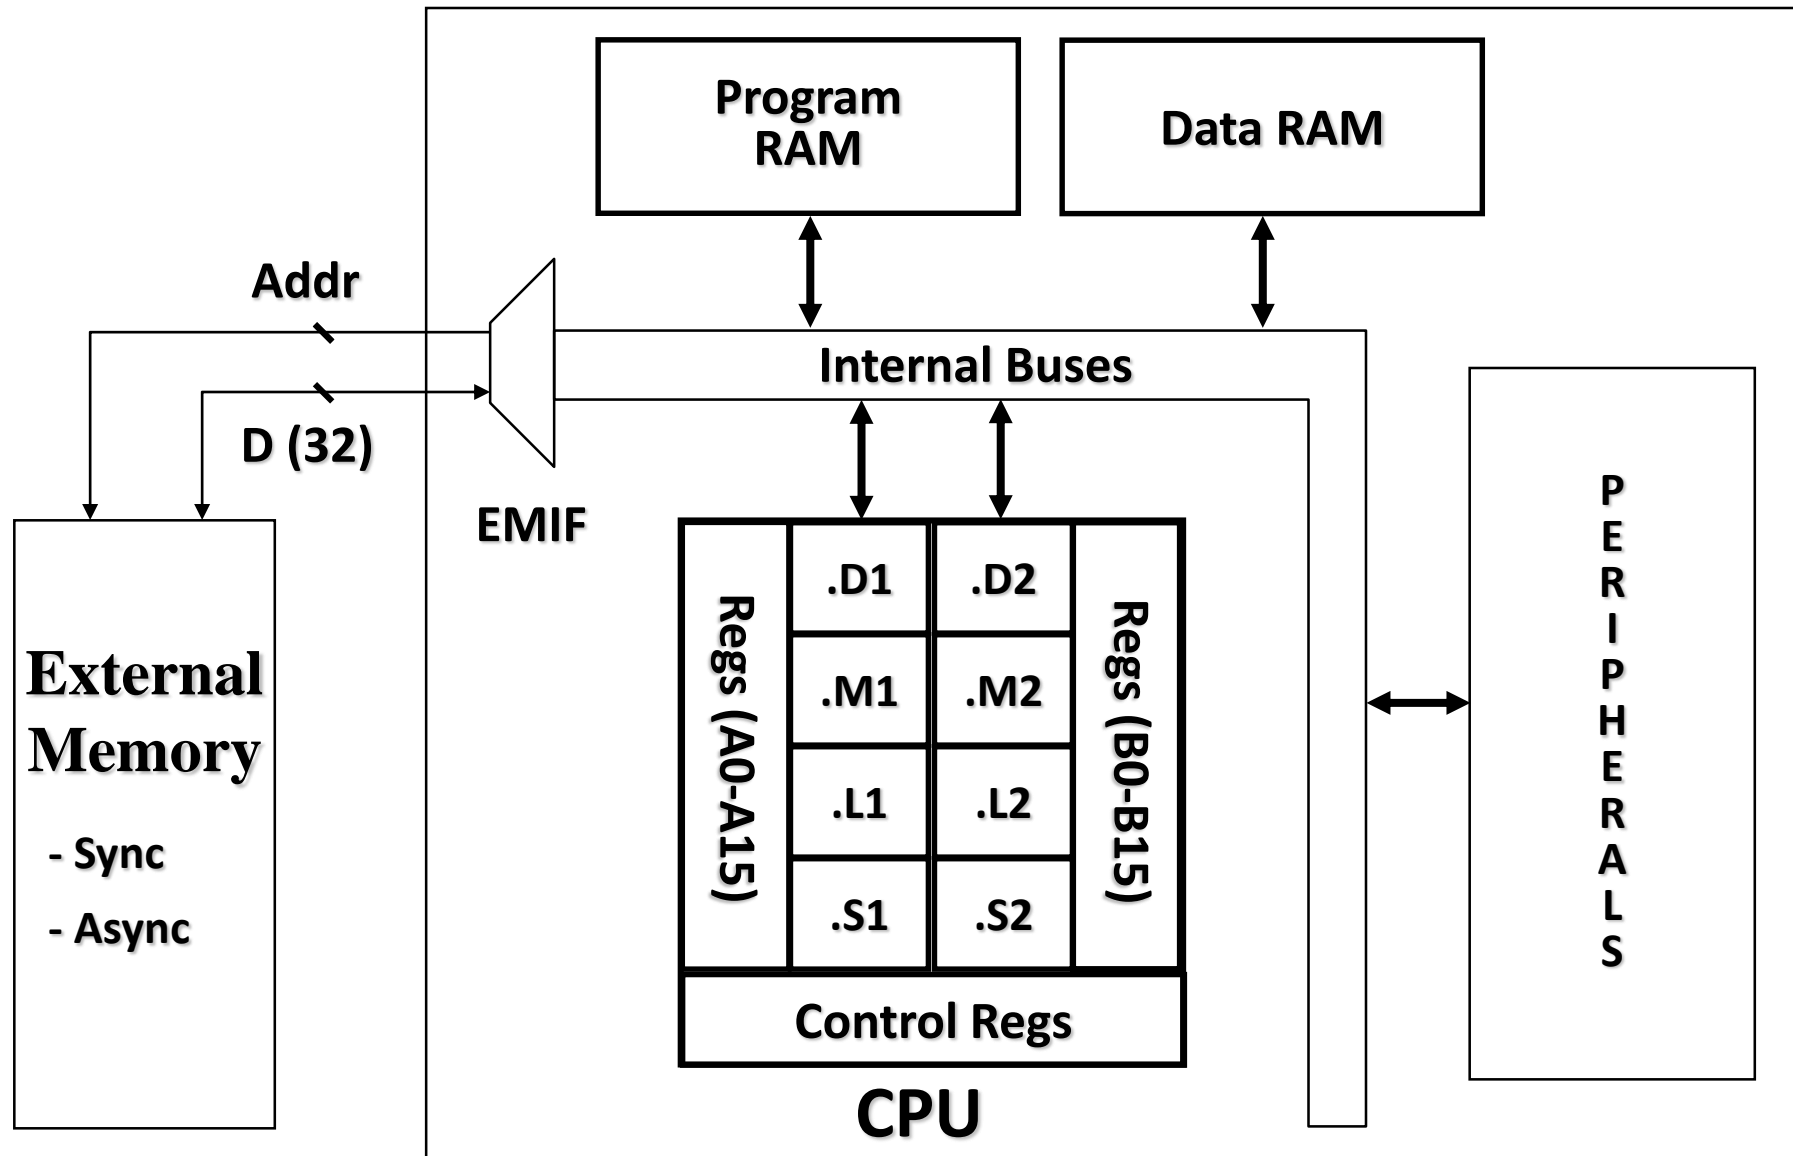 Program
RAM
Data RAM
Addr
Internal Buses
D (32)
EMIF
External
Memory
- Sync
- Async
Regs (A0-A15)
.D1
.D2
.M1
.M2
.L1
.L2
.S1
.S2
Regs (B0-B15)
Control Regs
CPU
PERIPHERALS